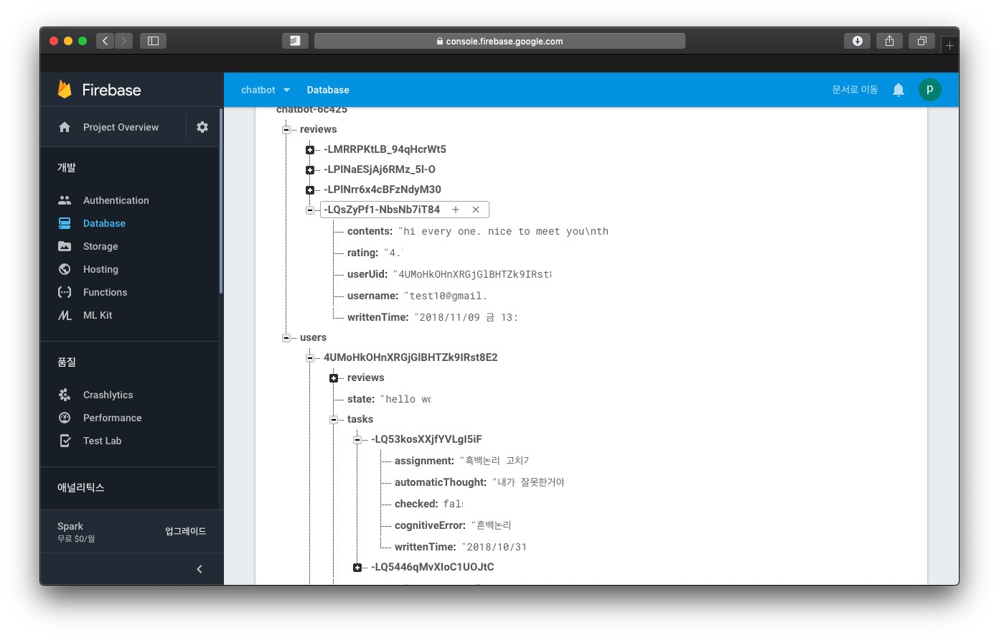 console.firebase.google.com
Firebase
chatbot
Database
문서로 이동
p
Project Overview
개발
Authentication
Database
Storage
Hosting
Functions
ML Kit
품질
Crashlytics
Performance
Test Lab
애널리틱스
Spark
무료 $0/월
업그레이드
chatbot-6c425
reviews
-LMRRPKtLB_94qHcrWt5
-LPlNaESjAj6RMz_5l-O
-LPlNrr6x4cBFzNdyM30
-LQsZyPf1-NbsNb7iT84
contents: "hi every one. nice to meet you\nth
rating: "4.
userUid: "4UMoHkOHnXRGjGlBHTZk9IRst8
username: "test10@gmail.
writtenTime: "2018/11/09 금 13:
users
4UMoHkOHnXRGjGlBHTZk9IRst8E2
reviews
state: "hello wo
tasks
-LQ53kosXXjfYVLgI5iF
assignment: "흑백논리 고치기
automaticThought: "내가 잘못한거야
checked: fals
cognitiveError: "흔백논리
writtenTime: "2018/10/31
-LQ5446qMvXIoC1UOJtC